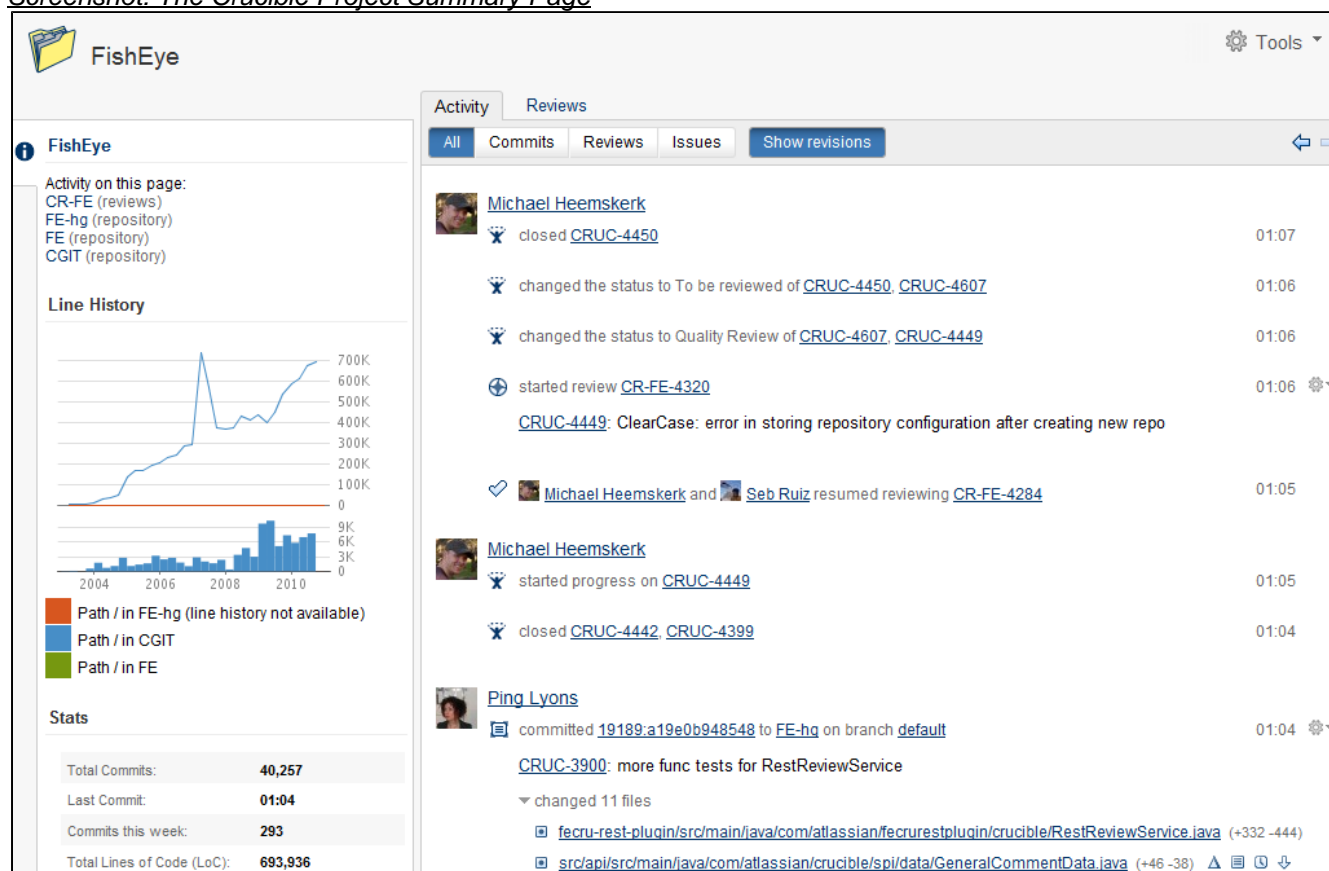 Screenshot: The Crucible Project Summary Page
FishEye
Tools
Activity Reviews
All Commits Reviews Issues Show revisions
FishEye
Activity on this page:
CR-FE (reviews)
FE-hg (repository)
FE (repository)
CGIT (repository)
Line History
700K
600K
500K
400K
300K
200K
100K
0
9K
6K
3K
0
2004 2006 2008 2010
Path / in FE-hg (line history not available)
Path / in CGIT
Path / in FE
Stats
Total Commits: 40,257
Last Commit: 01:04
Commits this week: 293
Total Lines of Code (LoC): 693,936
Michael Heemskerk
closed CRUC-4450 01:07
changed the status to To be reviewed of CRUC-4450, CRUC-4607 01:06
changed the status to Quality Review of CRUC-4607, CRUC-4449 01:06
started review CR-FE-4320 01:06
CRUC-4449: ClearCase: error in storing repository configuration after creating new repo
Michael Heemskerk and Seb Ruiz resumed reviewing CR-FE-4284 01:05
Michael Heemskerk
started progress on CRUC-4449 01:05
closed CRUC-4442, CRUC-4399 01:04
Ping Lyons
committed 19189:a19e0b948548 to FE-hg on branch default 01:04
CRUC-3900: more func tests for RestReviewService
changed 11 files
fecru-rest-plugin/src/main/java/com/atlassian/fecrurestplugin/crucible/RestReviewService.java (+332 -444)
src/api/src/main/java/com/atlassian/crucible/spi/data/GeneralCommentData.java (+46 -38)